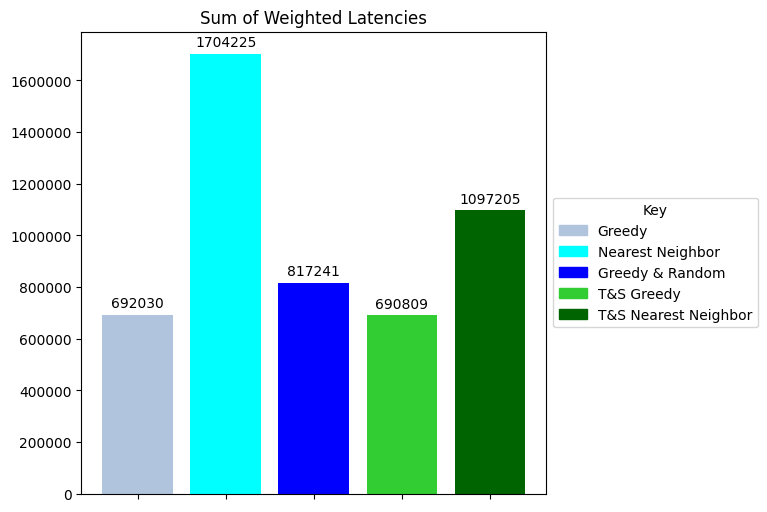 Sum of Weighted Latencies
1704225
1600000
1400000
1200000
1097205
1000000
817241
800000
692030
690809
600000
400000
200000
0
Key
Greedy
Nearest Neighbor
Greedy & Random
T&S Greedy
T&S Nearest Neighbor